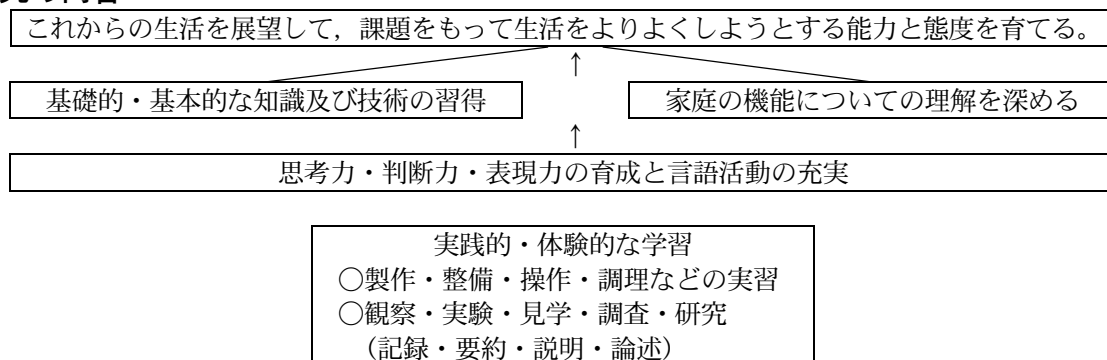 これからの生活を展望して，課題をもって生活をよりよくしようとする能力と態度を育てる。
↑
基礎的・基本的な知識及び技術の習得
家庭の機能についての理解を深める
↑
思考力・判断力・表現力の育成と言語活動の充実
実践的・体験的な学習
○製作・整備・操作・調理などの実習
○観察・実験・見学・調査・研究
（記録・要約・説明・論述）